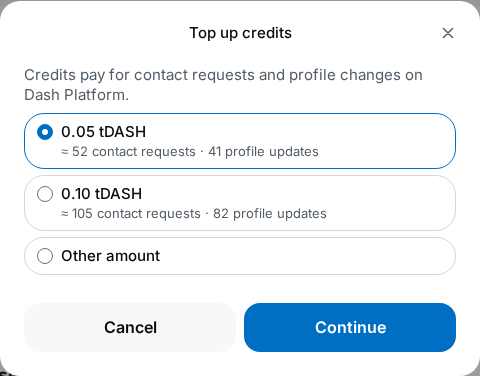 Top up credits
Credits pay for contact requests and profile changes on
Dash Platform.
0.05 tDASH
≈ 52 contact requests · 41 profile updates
0.10 tDASH
≈ 105 contact requests · 82 profile updates
Other amount
Cancel
Continue